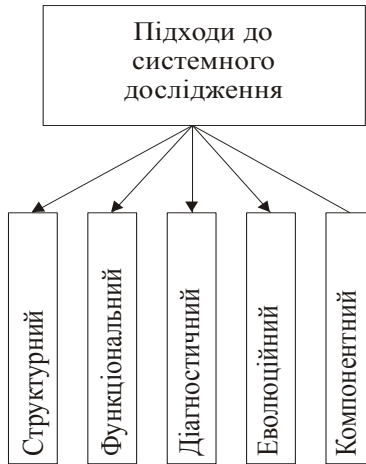 Підходи до
системного
дослідження
Структурний
Функціональний
Діагностичний
Еволюційний
Компонентний